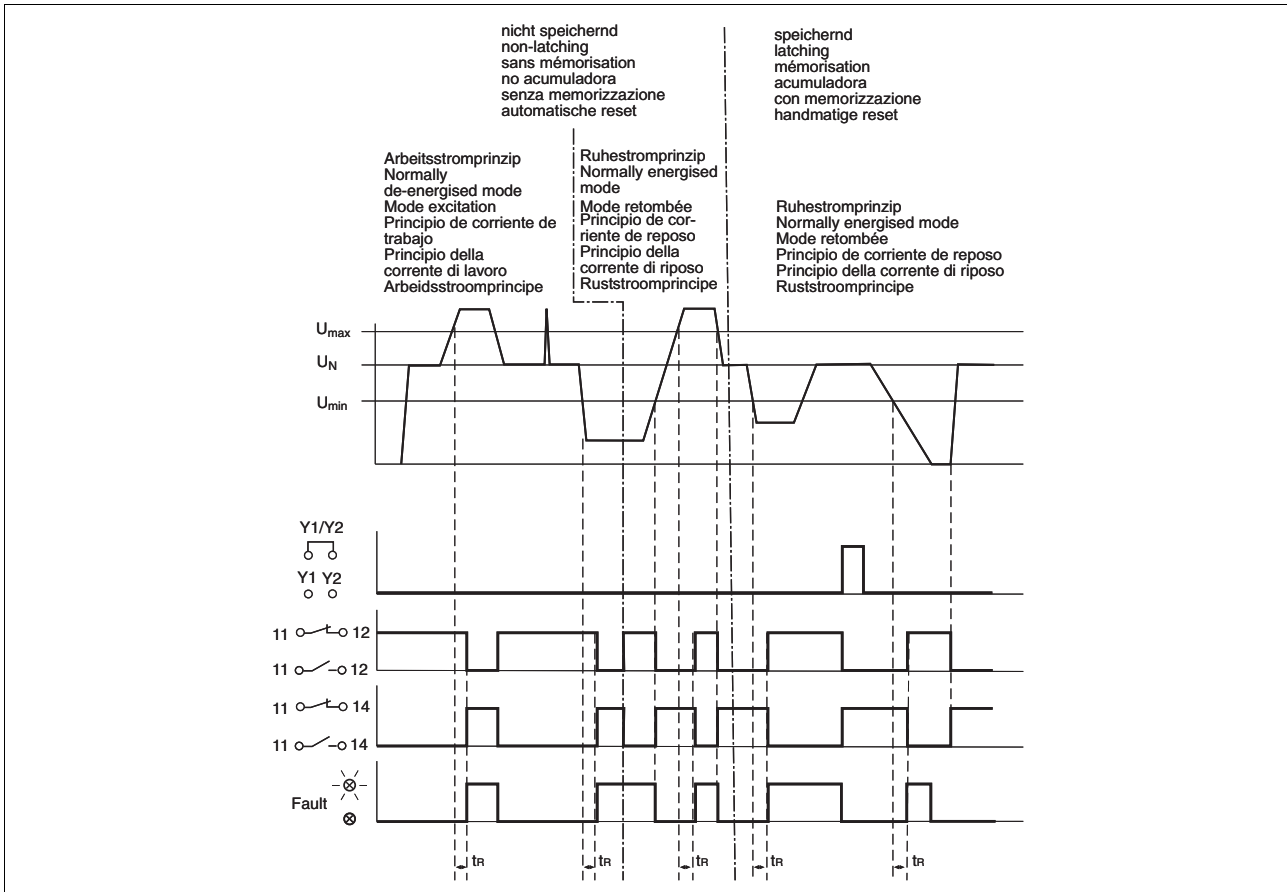 nicht speichernd
non-latching
sans mémorisation
no acumuladora
senza memorizzazione
automatische reset
speichernd
latching
mémorisation
acumuladora
con memorizzazione
handmatige reset
Arbeitsstromprinzip
Normally
de-energised mode
Mode excitation
Principio de corriente de
trabajo
Principio della
corrente di lavoro
Arbeidsstroomprincipe
Ruhestromprinzip
Normally energised
mode
Mode retombée
Principio de cor-
riente de reposo
Principio della
corrente di riposo
Ruststroomprincipe
Ruhestromprinzip
Normally energised mode
Mode retombée
Principio de corriente de reposo
Principio della corrente di riposo
Ruststroomprincipe
Umax
UN
Umin
Y1/Y2
Y1 Y2
11 12
11 12
11 14
11 14
Fault
tR tR tR tR tR